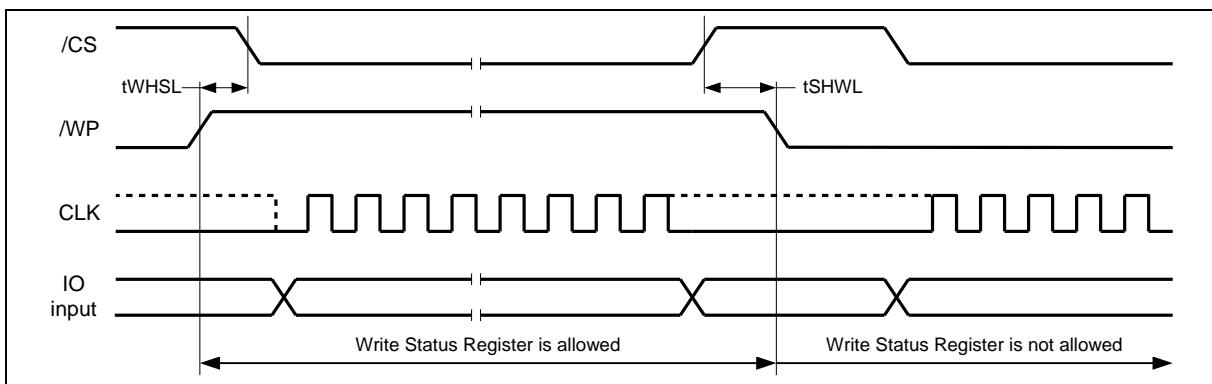 /CS
tWHSL
tSHWL
/WP
CLK
IO
input
Write Status Register is allowed
Write Status Register is not allowed